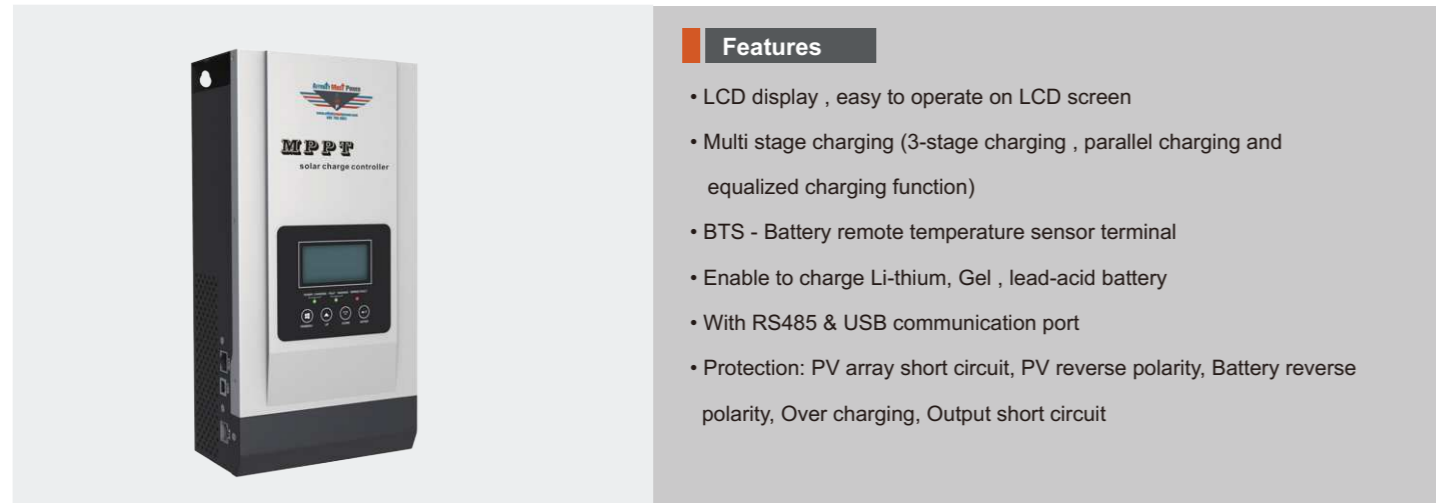 MPPT
solar charge controller
Features
• LCD display , easy to operate on LCD screen
• Multi stage charging (3-stage charging , parallel charging and
equalized charging function)
• BTS - Battery remote temperature sensor terminal
• Enable to charge Li-thium, Gel , lead-acid battery
• With RS485 & USB communication port
• Protection: PV array short circuit, PV reverse polarity, Battery reverse
polarity, Over charging, Output short circuit